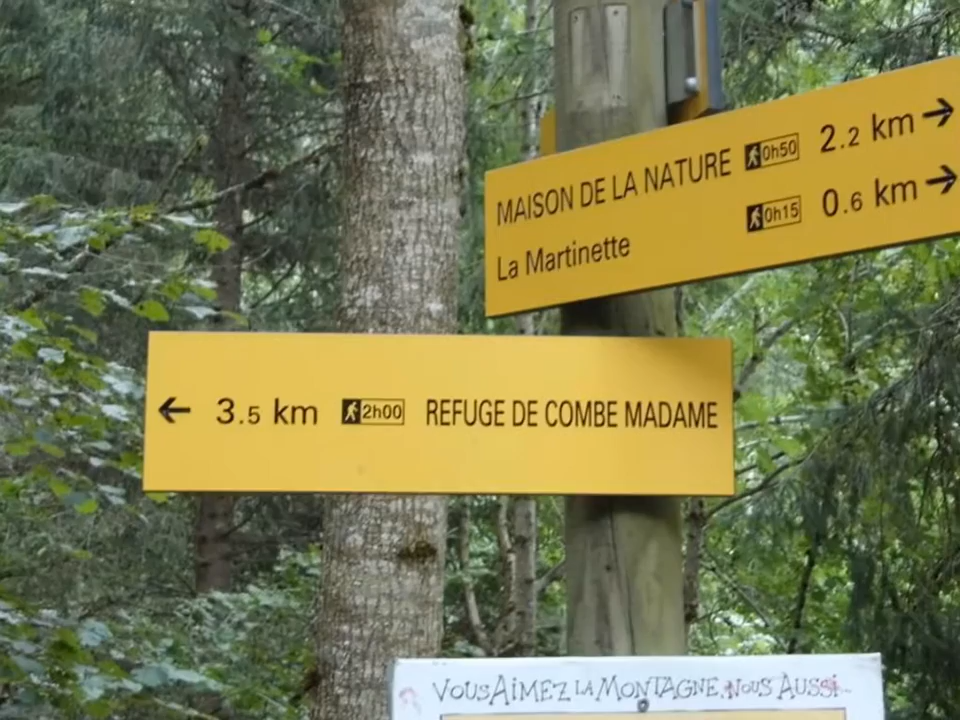 MAISON DE LA NATURE 0h50 2.2 km →
La Martinette 0h15 0.6 km →
← 3.5 km 2h00 REFUGE DE COMBE MADAME
VOUS AIMEZ LA MONTAGNE, NOUS AUSSI